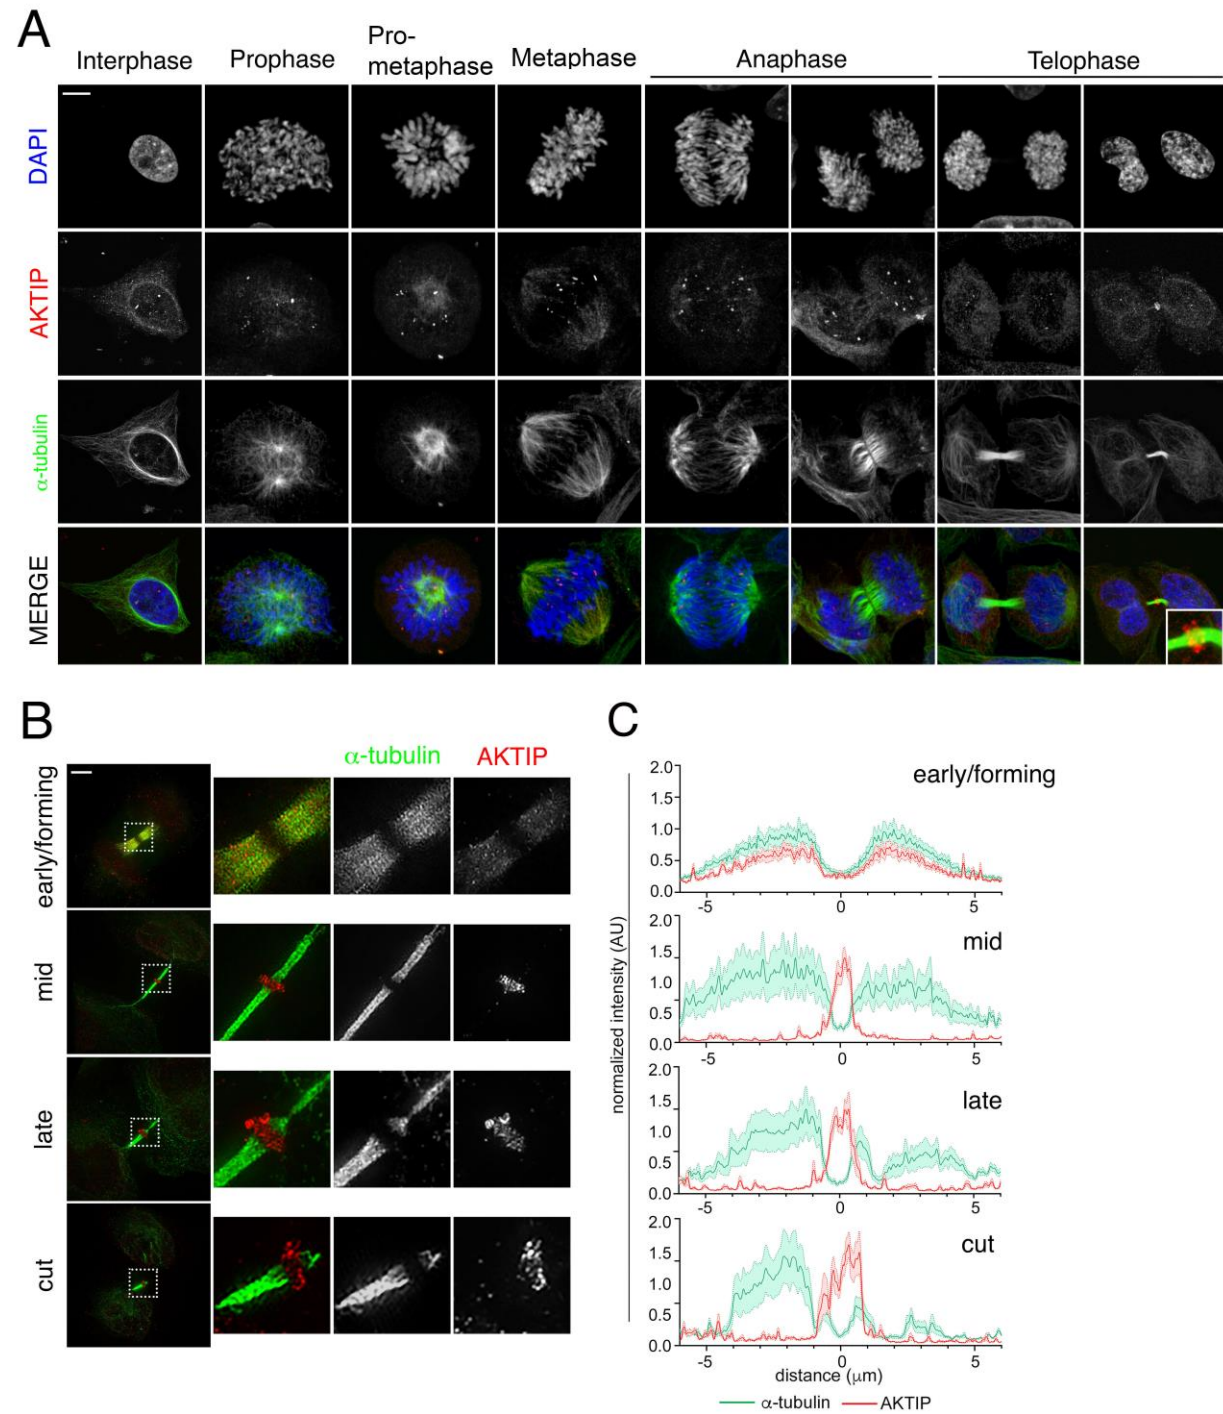 A
Interphase
Prophase
Pro-
metaphase
Metaphase
Anaphase
Telophase
DAPI
AKTIP
α-tubulin
MERGE
B
α-tubulin
AKTIP
early/forming
mid
late
cut
C
normalized intensity (AU)
2.0
1.5
1.0
0.5
0.0
early/forming
-5
0
5
2.0
1.5
1.0
0.5
0.0
mid
-5
0
5
2.0
1.5
1.0
0.5
0.0
late
-5
0
5
2.0
1.5
1.0
0.5
0.0
cut
-5
0
5
distance (μm)
α-tubulin
AKTIP